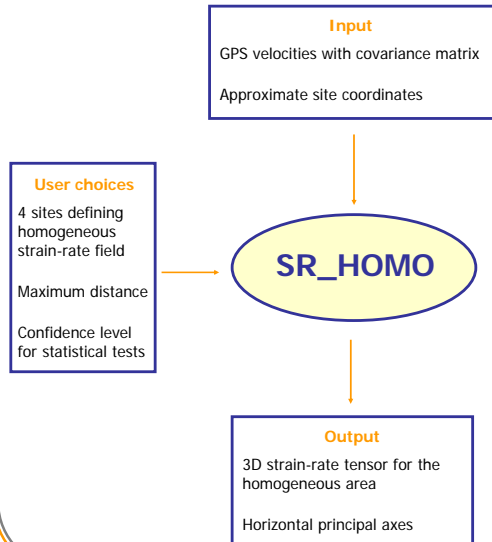 Input
GPS velocities with covariance matrix
Approximate site coordinates
User choices
4 sites defining
homogeneous
strain-rate field
Maximum distance
Confidence level
for statistical tests
SR_HOMO
Output
3D strain-rate tensor for the
homogeneous area
Horizontal principal axes